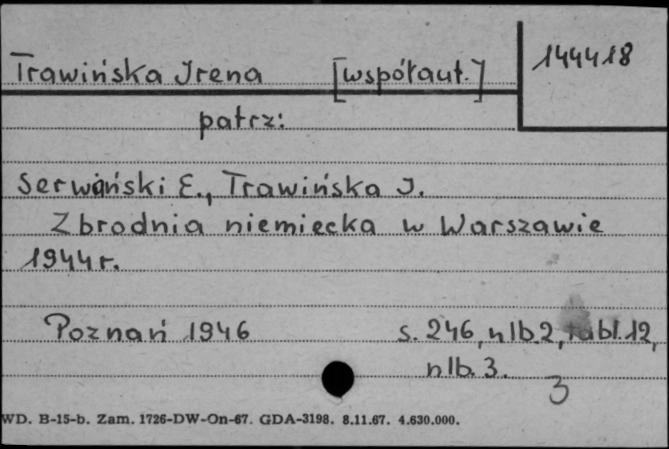 Trawińska Irena [współaut.] 144418
patrz:
Serwański E., Trawińska I.
Zbrodnia niemiecka w Warszawie
1944 r.
Poznań 1946 s. 246, nlb. 2, tabl. 12,
nlb. 3.
3
WD. B-15-b. Zam. 1726-DW-On-67. GDA-3198. 8.11.67. 4.630.000.